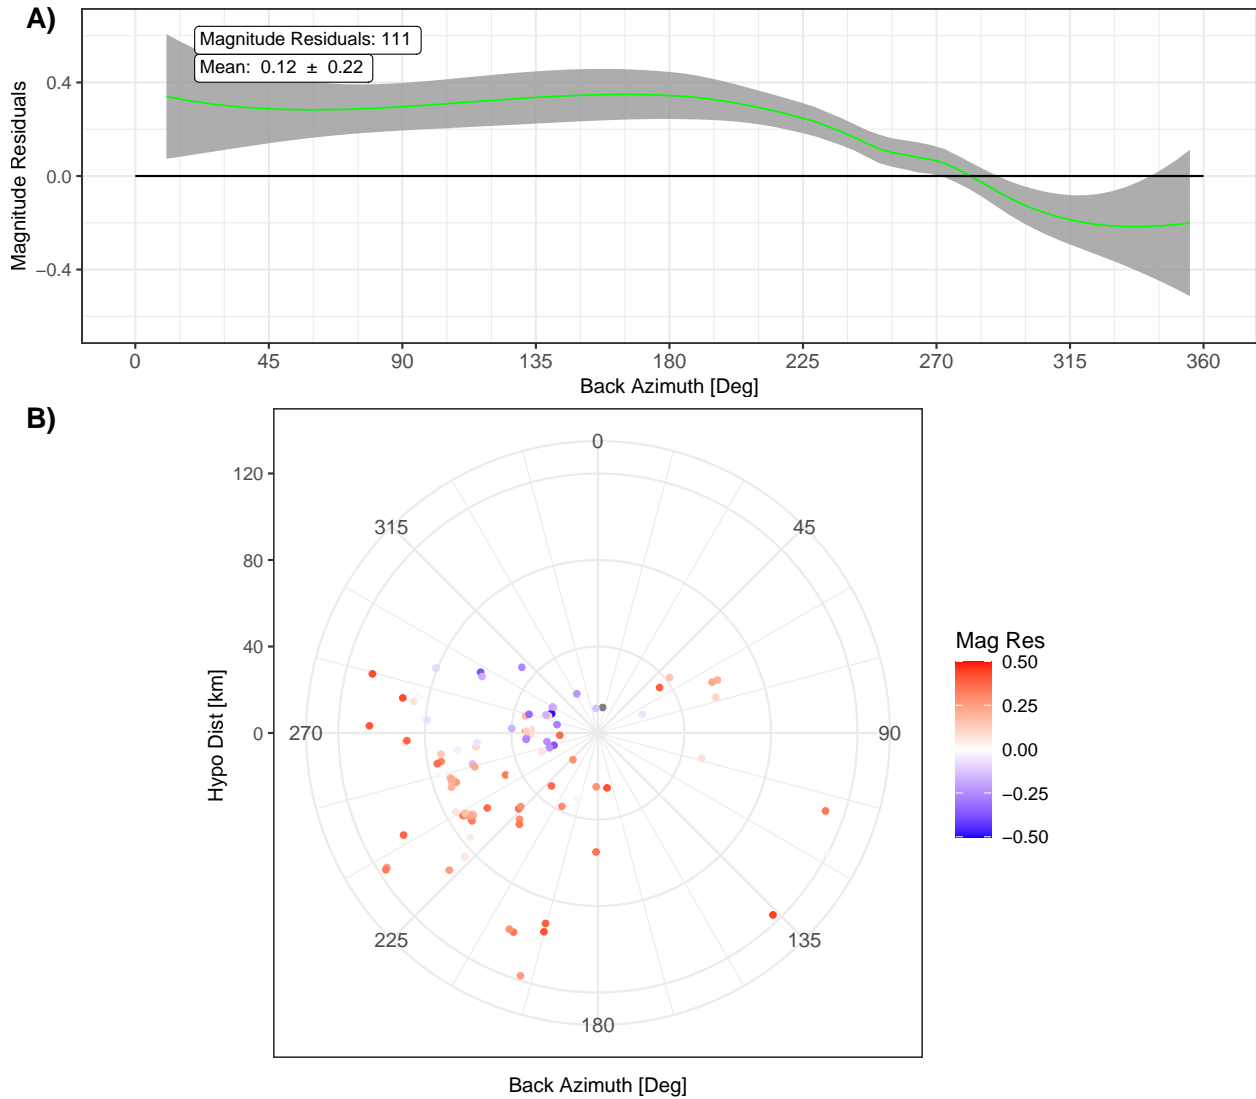 A)
Magnitude Residuals: 111
Mean: 0.12 ± 0.22
Magnitude Residuals
0.4
0.0
−0.4
0 45 90 135 180 225 270 315 360
Back Azimuth [Deg]
B)
Hypo Dist [km]
120
80
40
0
0
45
90
135
180
225
270
315
Back Azimuth [Deg]
Mag Res
0.50
0.25
0.00
−0.25
−0.50